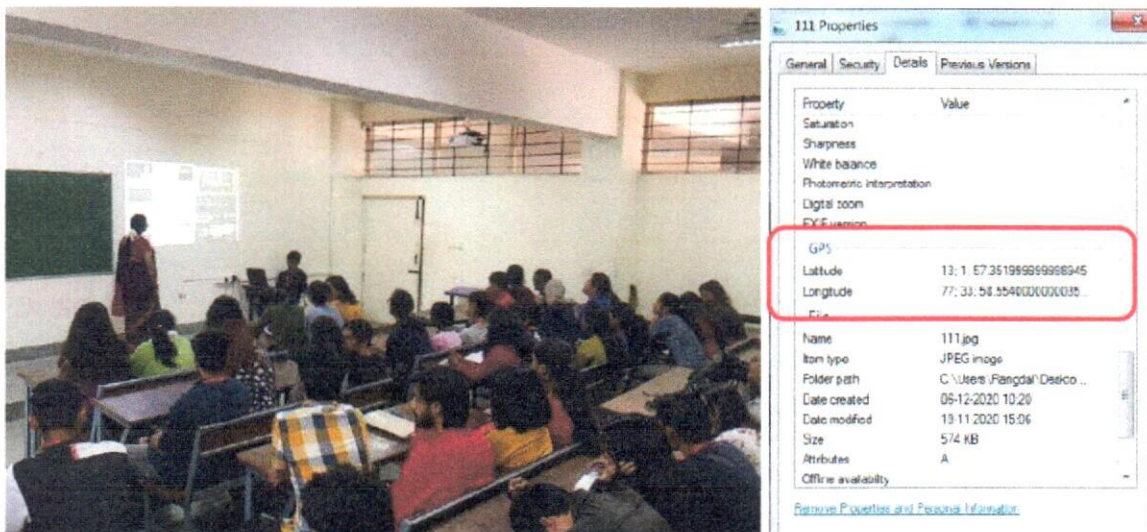 111 Properties
General Security Details Previous Versions
Property Value
Saturation
Sharpness
White balance
Photometric interpretation
Digital zoom
EXIF version
GPS
Latitude 13; 1; 57.351999999998945
Longitude 77; 33; 58.5540000000035...
File
Name 111.jpg
Item type JPEG image
Folder path C:\Users\Rangdal\Deskto...
Date created 06-12-2020 10:20
Date modified 18-11-2020 15:06
Size 574 KB
Attributes A
Offline availability
Remove Properties and Personal Information